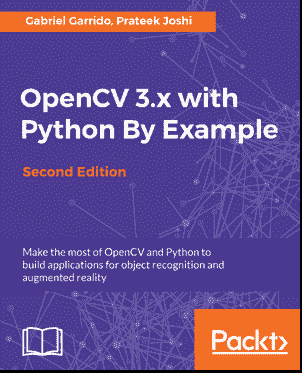 Gabriel Garrido, Prateek Joshi
OpenCV 3.x with
Python By Example
Second Edition
Make the most of OpenCV and Python to
build applications for object recognition and
augmented reality
Packt>